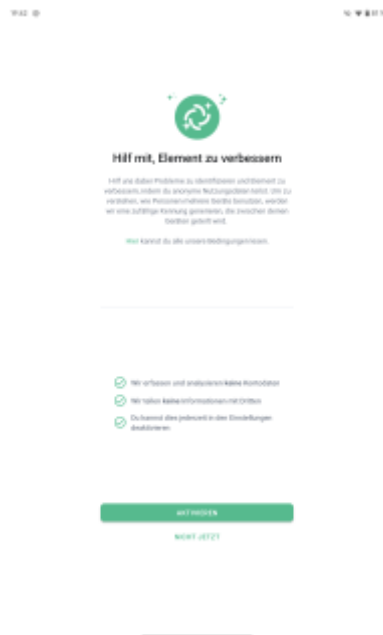 Hilf mit, Element zu verbessern
Hilf uns dabei Probleme zu identifizieren und Element zu
verbessern, indem du anonyme Nutzungsdaten teilst. Um zu
verstehen, wie Personen mehrere Geräte benutzen, werden
wir eine zufällige Kennung generieren, die zwischen deinen
Geräten geteilt wird.
Hier kannst du alle unsere Bedingungen lesen.
Wir erfassen und analysieren keine Kontodaten
Wir teilen keine Informationen mit Dritten
Du kannst dies jederzeit in den Einstellungen
deaktivieren
AKTIVIEREN
NICHT JETZT